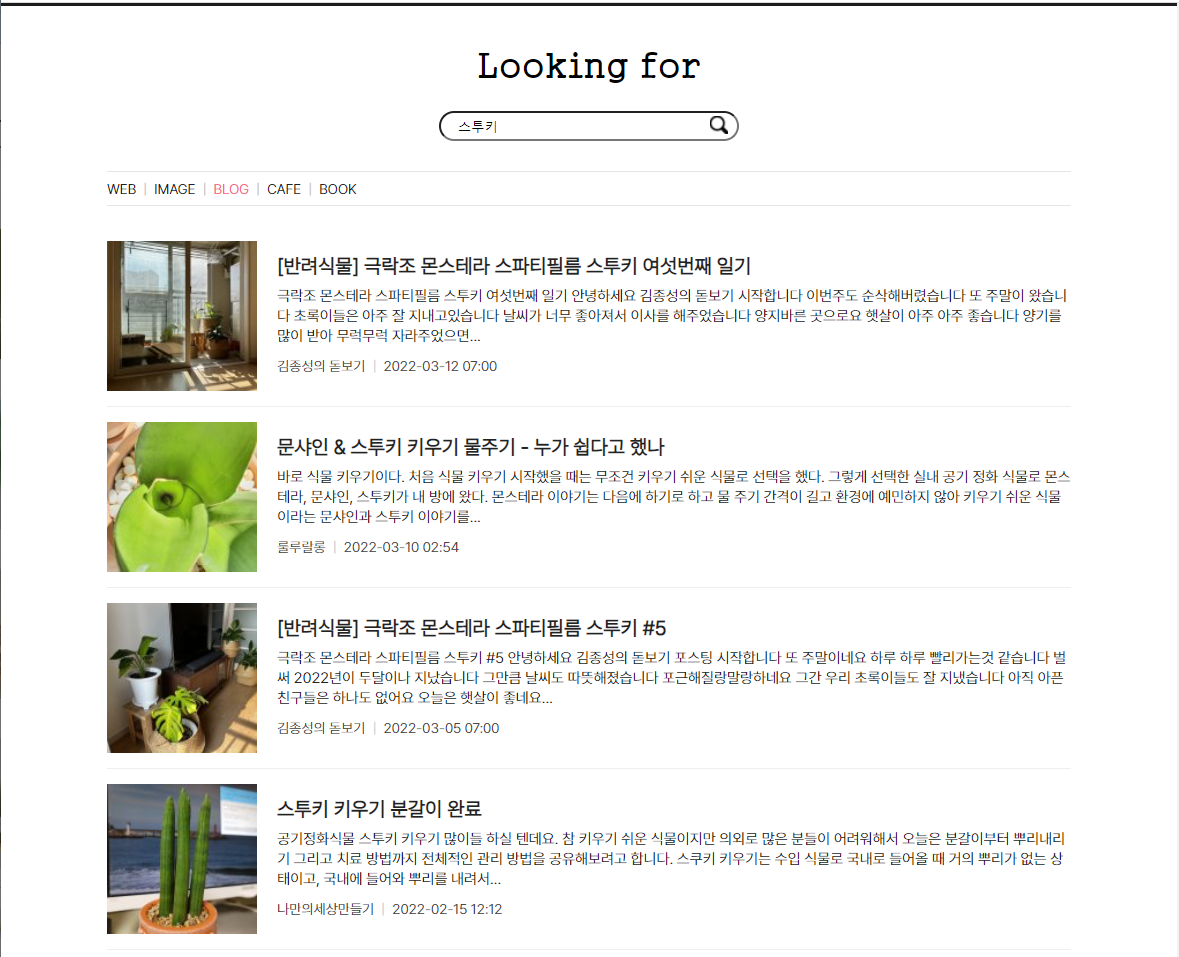 Looking for
스투키
WEB | IMAGE | BLOG | CAFE | BOOK
[반려식물] 극락조 몬스테라 스파티필름 스투키 여섯번째 일기
극락조 몬스테라 스파티필름 스투키 여섯번째 일기 안녕하세요 김종성의 돋보기 시작합니다 이번주도 순삭해버렸습니다 또 주말이 왔습니
다 초록이들은 아주 잘 지내고있습니다 날씨가 너무 좋아져서 이사를 해주었습니다 양지바른 곳으로요 햇살이 아주 아주 좋습니다 양기를
많이 받아 무럭무럭 자라주었으면...
김종성의 돋보기 | 2022-03-12 07:00
문샤인 & 스투키 키우기 물주기 - 누가 쉽다고 했나
바로 식물 키우기이다. 처음 식물 키우기 시작했을 때는 무조건 키우기 쉬운 식물로 선택을 했다. 그렇게 선택한 실내 공기 정화 식물로 몬스
테라, 문샤인, 스투키가 내 방에 왔다. 몬스테라 이야기는 다음에 하기로 하고 물 주기 간격이 길고 환경에 예민하지 않아 키우기 쉬운 식물
이라는 문샤인과 스투키 이야기를...
룰루랄롱 | 2022-03-10 02:54
[반려식물] 극락조 몬스테라 스파티필름 스투키 #5
극락조 몬스테라 스파티필름 스투키 #5 안녕하세요 김종성의 돋보기 포스팅 시작합니다 또 주말이네요 하루 하루 빨리가는것 같습니다 벌
써 2022년이 두달이나 지났습니다 그만큼 날씨도 따뜻해졌습니다 포근해질랑말랑하네요 그간 우리 초록이들도 잘 지냈습니다 아직 아픈
친구들은 하나도 없어요 오늘은 햇살이 좋네요...
김종성의 돋보기 | 2022-03-05 07:00
스투키 키우기 분갈이 완료
공기정화식물 스투키 키우기 많이들 하실 텐데요. 참 키우기 쉬운 식물이지만 의외로 많은 분들이 어려워해서 오늘은 분갈이부터 뿌리내리
기 그리고 치료 방법까지 전체적인 관리 방법을 공유해보려고 합니다. 스쿠키 키우기는 수입 식물로 국내로 들어올 때 거의 뿌리가 없는 상
태이고, 국내에 들어와 뿌리를 내려서...
나만의세상만들기 | 2022-02-15 12:12